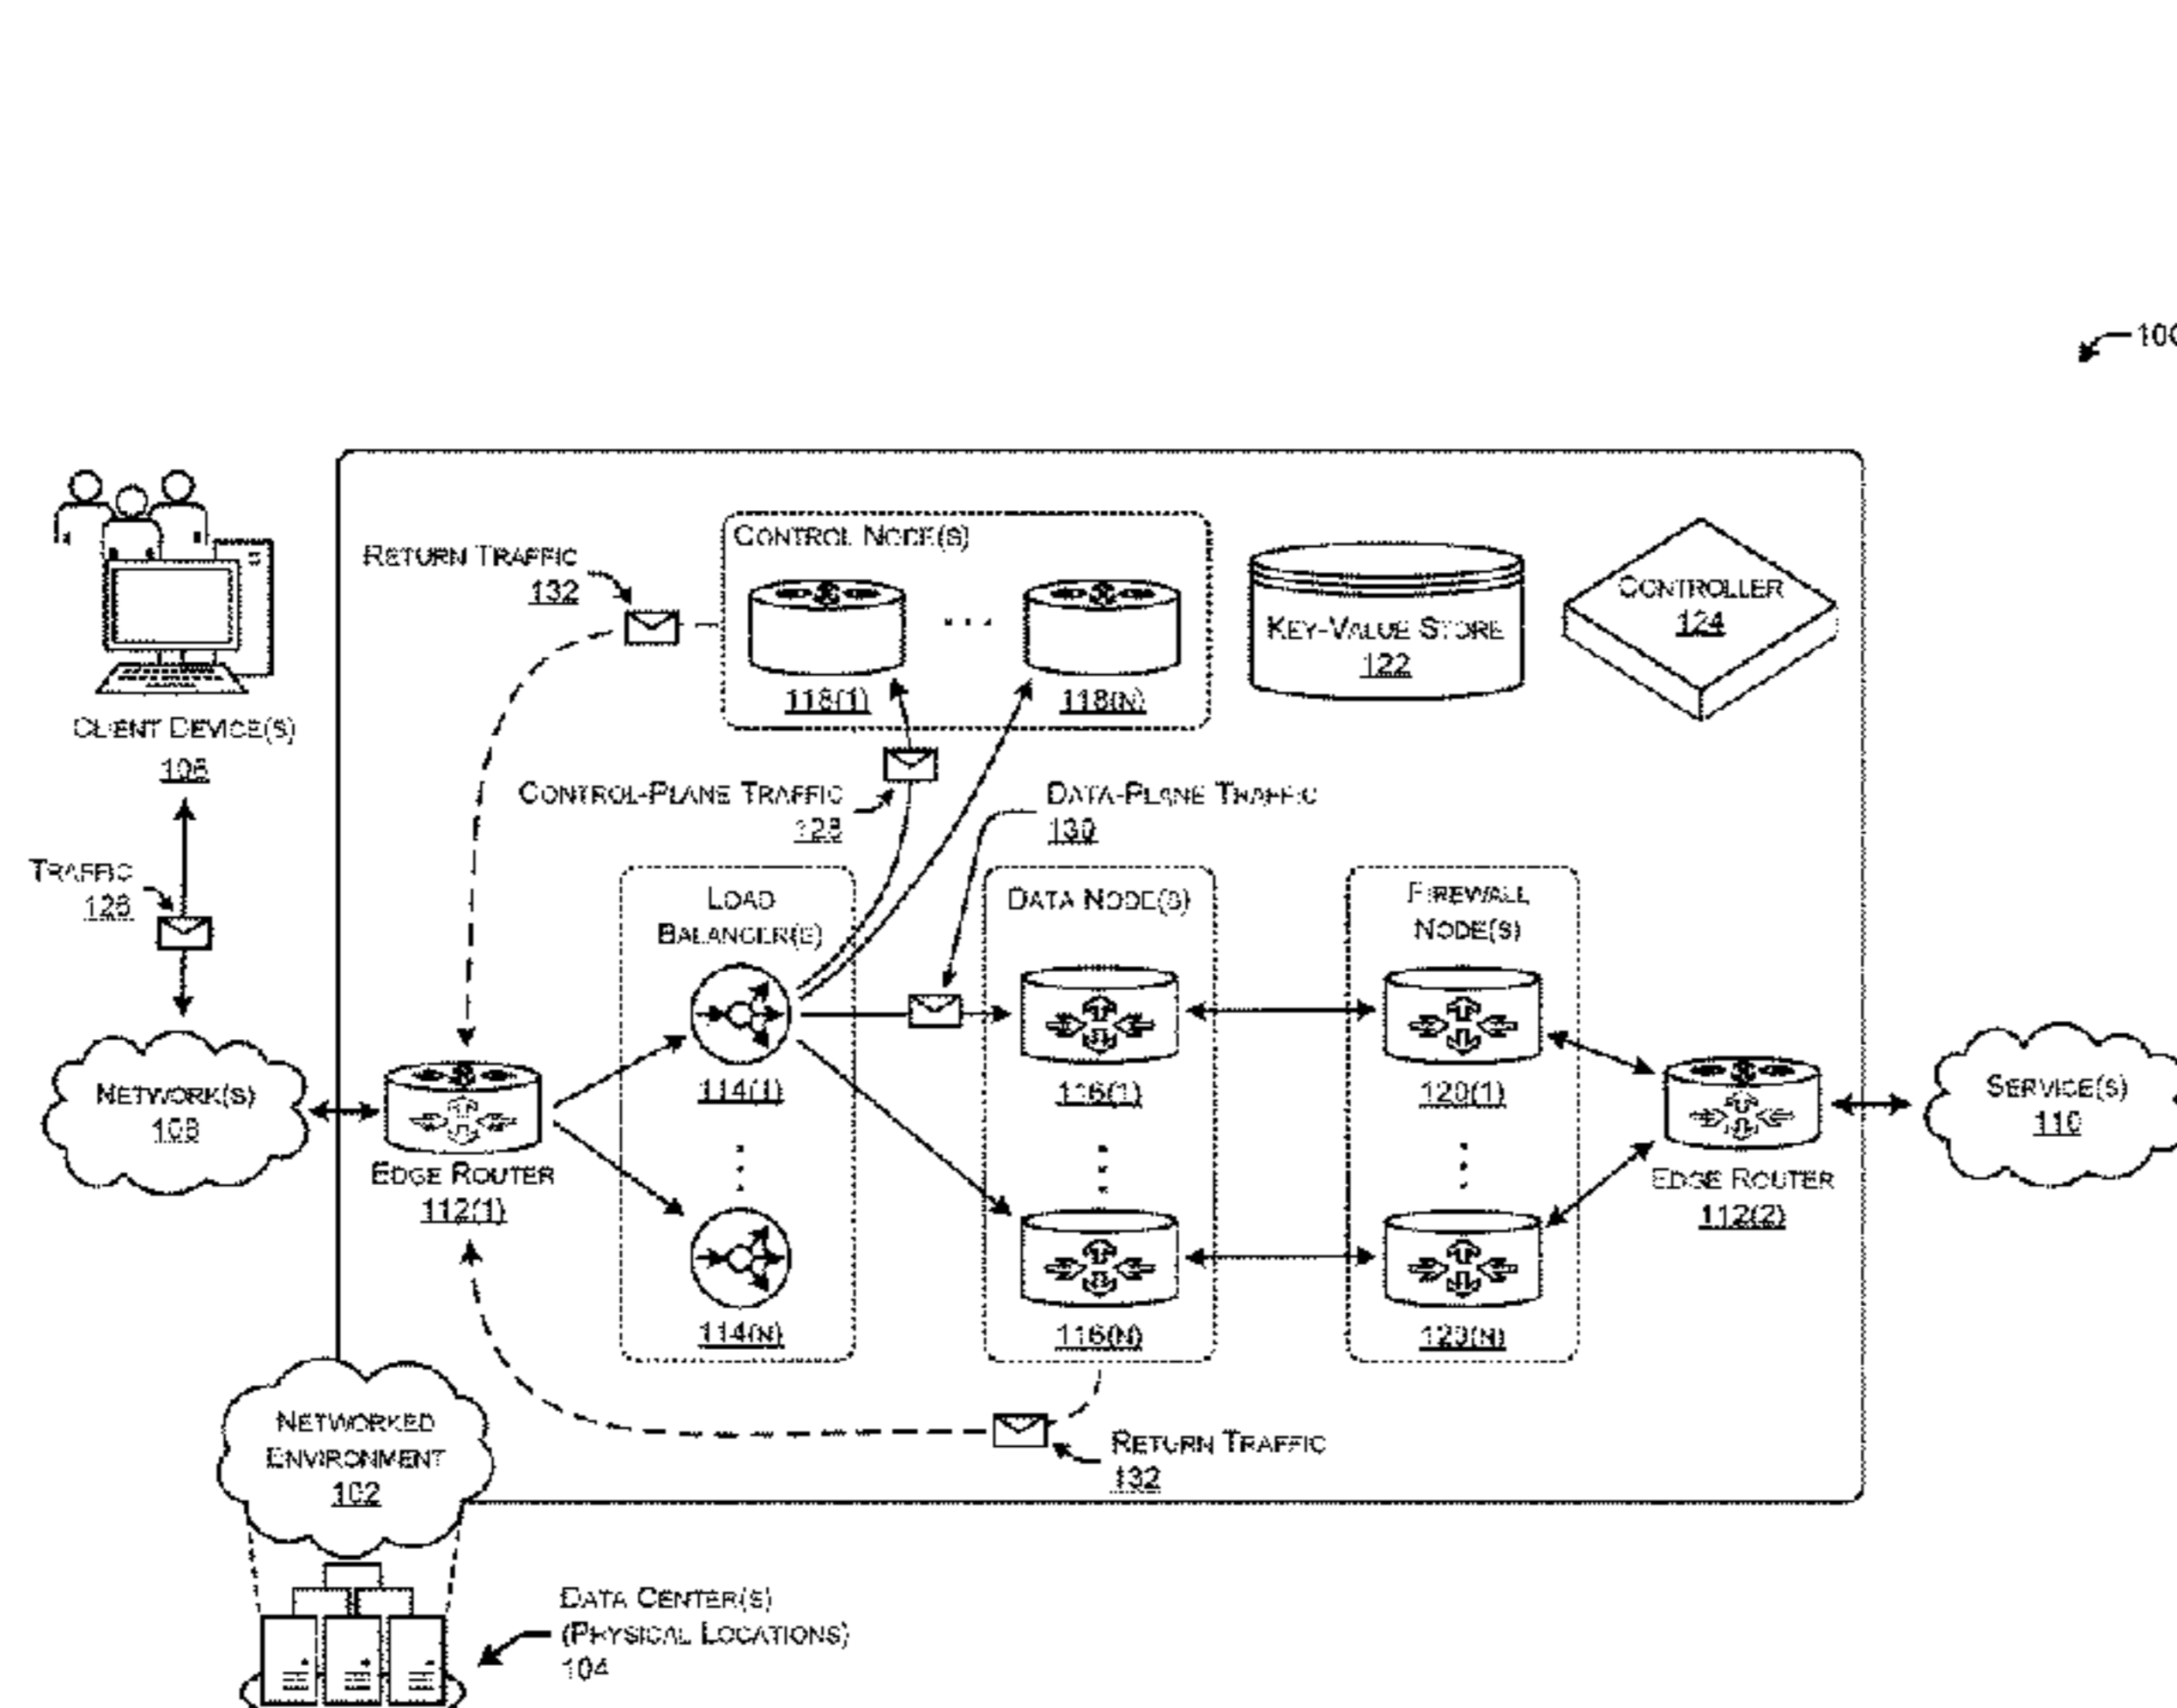 RETURN TRAFFIC
132
CONTROL NODE(S)
118(1)
118(N)
KEY-VALUE STORE
122
CONTROLLER
124
CLIENT DEVICE(S)
CONTROL-PLANE TRAFFIC
128
DATA-PLANE TRAFFIC
130
TRAFFIC
LOAD
BALANCER(S)
DATA NODE(S)
FIREWALL
NODE(S)
114(1)
116(1)
120(1)
NETWORK(S)
108
EDGE ROUTER
112(1)
SERVICE(S)
110
EDGE ROUTER
112(2)
114(N)
116(N)
120(N)
NETWORKED
ENVIRONMENT
102
RETURN TRAFFIC
132
DATA CENTER(S)
(PHYSICAL LOCATIONS)
104